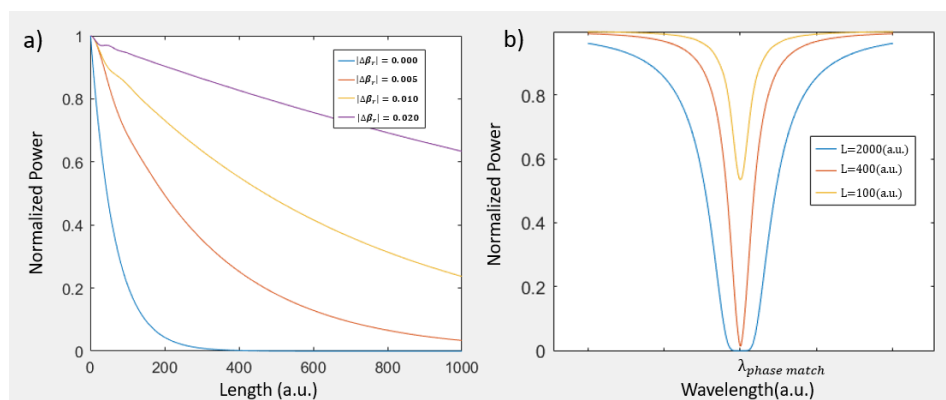 a)
Normalized Power
1
0.8
0.6
0.4
0.2
0
|Δβᵣ| = 0.000
|Δβᵣ| = 0.005
|Δβᵣ| = 0.010
|Δβᵣ| = 0.020
0 200 400 600 800 1000
Length (a.u.)
b)
Normalized Power
1
0.8
0.6
0.4
0.2
0
L=2000(a.u.)
L=400(a.u.)
L=100(a.u.)
λphase match
Wavelength(a.u.)